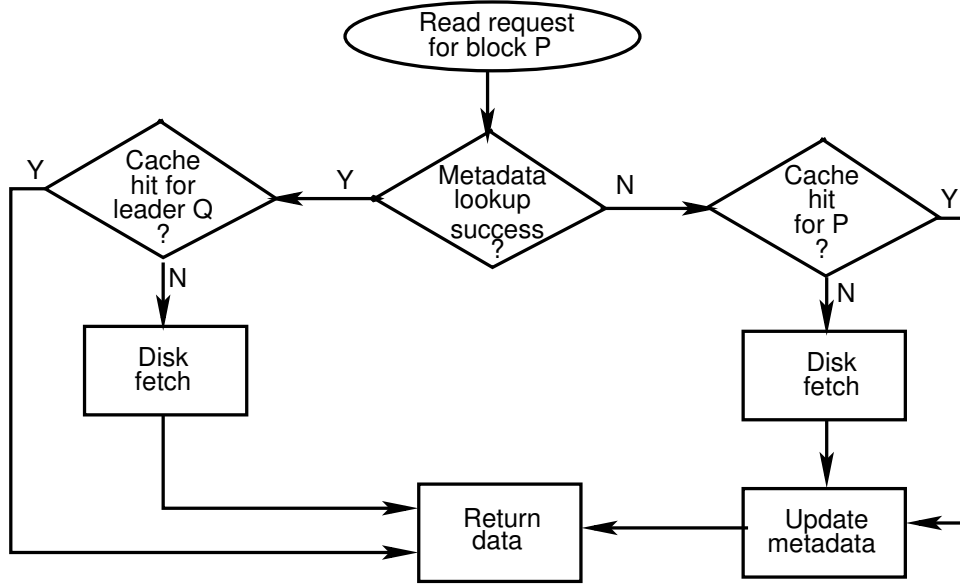 Read request
for block P
Cache
hit for
leader Q
?
Y
Y
Metadata
lookup
success
?
N
Cache
hit
for P
?
Y
N
N
Disk
fetch
Disk
fetch
Return
data
Update
metadata